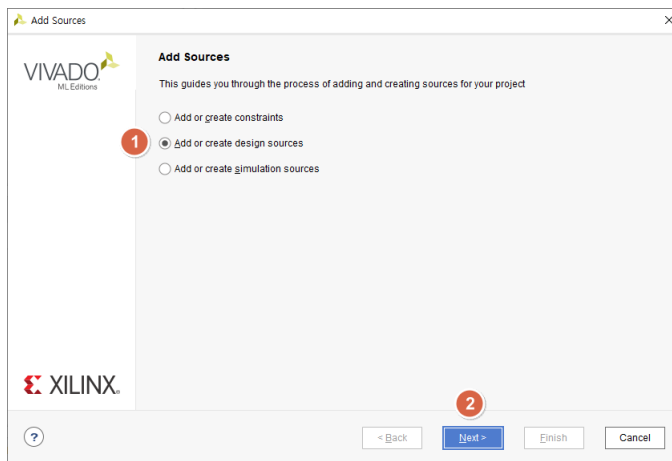 Add Sources
VIVADO
ML Editions
Add Sources
This guides you through the process of adding and creating sources for your project
Add or create constraints
1
Add or create design sources
Add or create simulation sources
XILINX.
2
?
< Back
Next >
Finish
Cancel